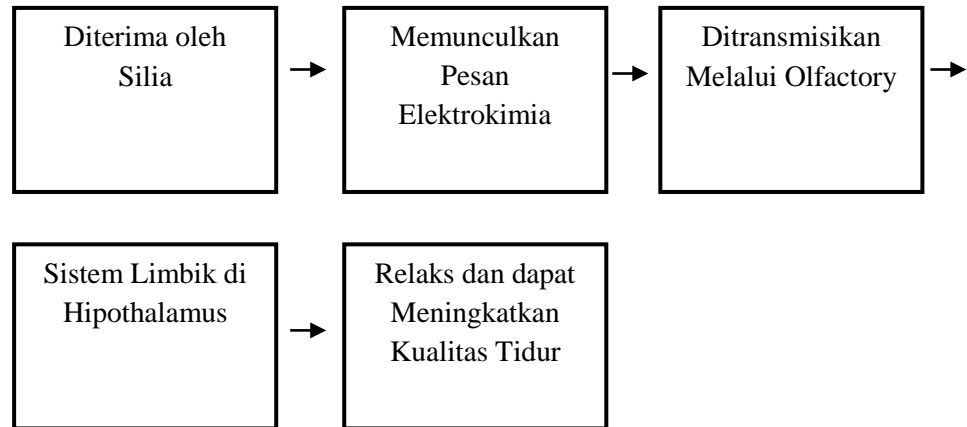 Diterima oleh
Silia
Memunculkan
Pesan
Elektrokimia
Ditransmisikan
Melalui Olfactory
Sistem Limbik di
Hipothalamus
Relaks dan dapat
Meningkatkan
Kualitas Tidur